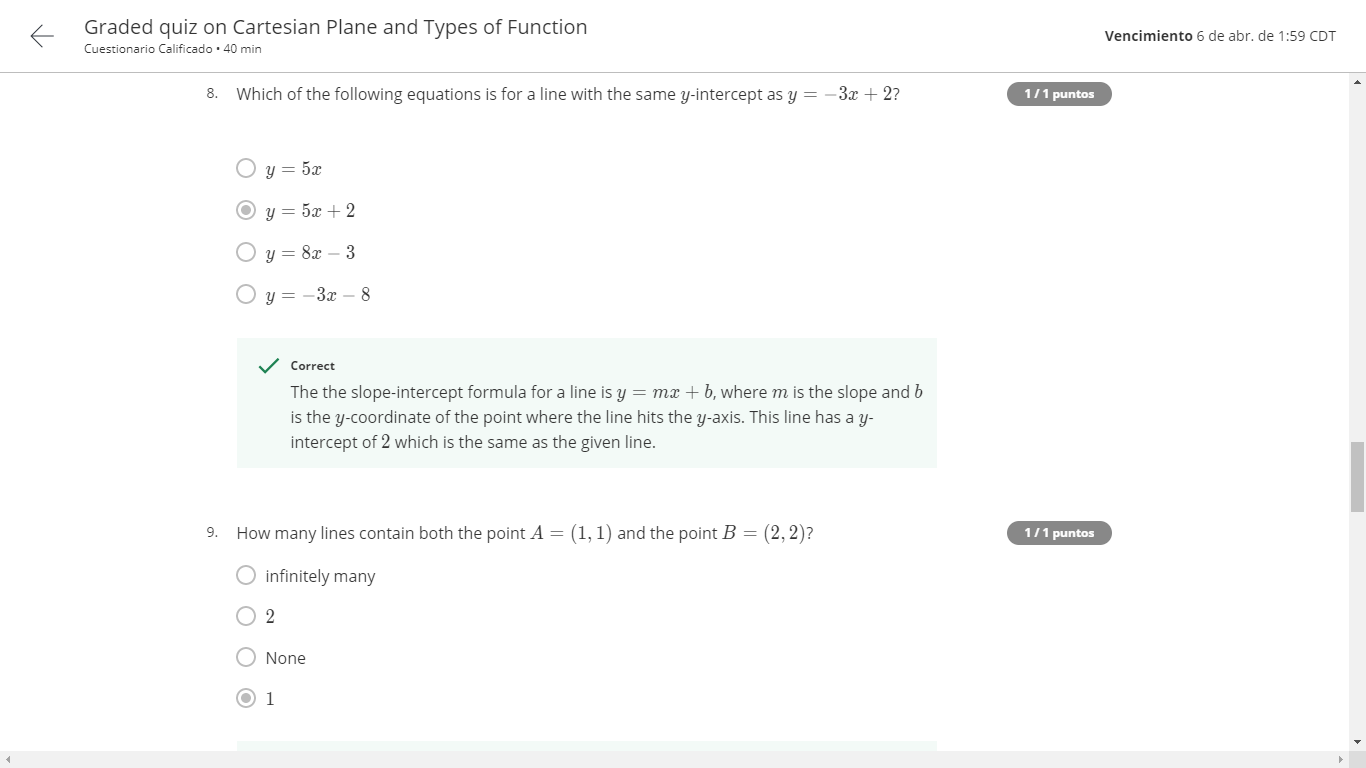 Graded quiz on Cartesian Plane and Types of Function
Cuestionario Calificado • 40 min
Vencimiento 6 de abr. de 1:59 CDT
8. Which of the following equations is for a line with the same y-intercept as y = −3x + 2?
1 / 1 puntos
y = 5x
y = 5x + 2
y = 8x − 3
y = −3x − 8
Correct
The the slope-intercept formula for a line is y = mx + b, where m is the slope and b
is the y-coordinate of the point where the line hits the y-axis. This line has a y-
intercept of 2 which is the same as the given line.
9. How many lines contain both the point A = (1, 1) and the point B = (2, 2)?
1 / 1 puntos
infinitely many
2
None
1